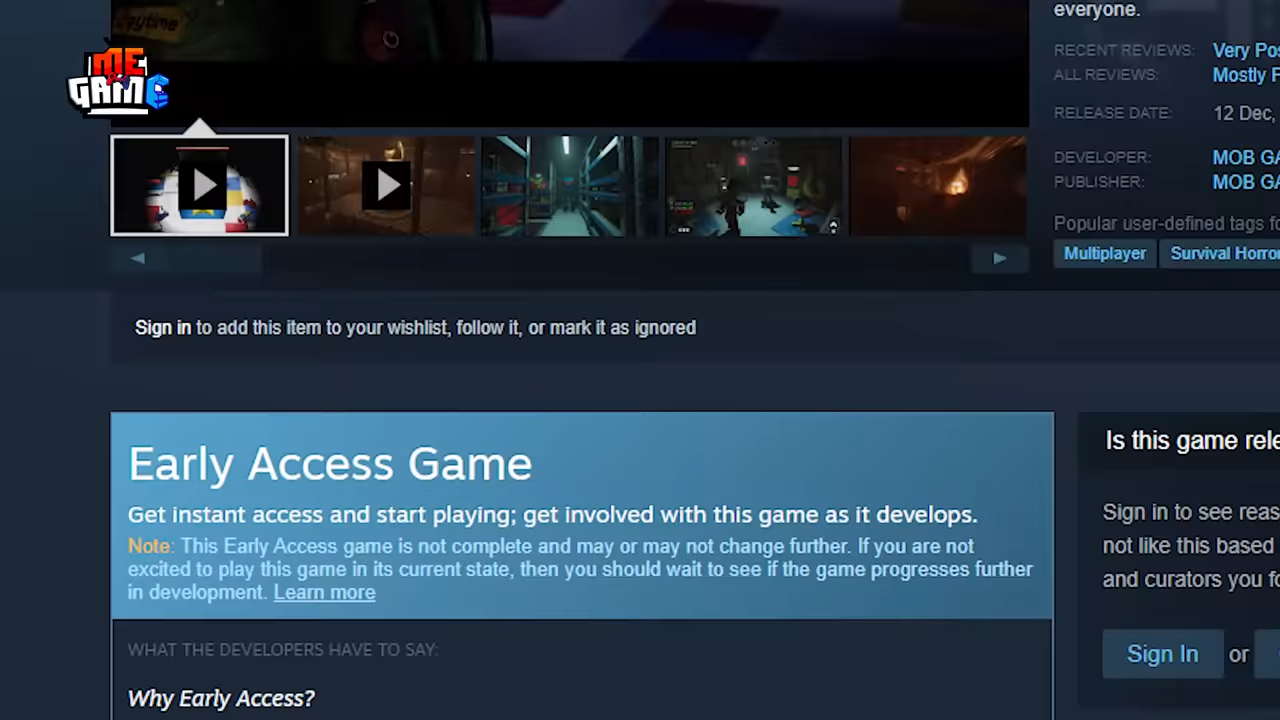 everyone.
aytime
ME
GAME
RECENT REVIEWS: Very Pos
ALL REVIEWS: Mostly P
RELEASE DATE: 12 Dec,
DEVELOPER: MOB GA
PUBLISHER: MOB GA
Popular user-defined tags fo
Multiplayer Survival Horror
Sign in to add this item to your wishlist, follow it, or mark it as ignored
Early Access Game
Get instant access and start playing; get involved with this game as it develops.
Note: This Early Access game is not complete and may or may not change further. If you are not
excited to play this game in its current state, then you should wait to see if the game progresses further
in development. Learn more
Is this game rele
Sign in to see reas
not like this based
and curators you fo
Sign In or
WHAT THE DEVELOPERS HAVE TO SAY:
Why Early Access?